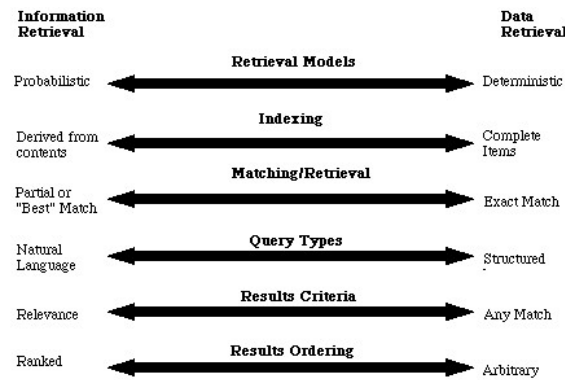 Information
Retrieval
Data
Retrieval
Retrieval Models
Probabilistic
Deterministic
Indexing
Derived from
contents
Complete
Items
Matching/Retrieval
Partial or
"Best" Match
Exact Match
Query Types
Natural
Language
Structured
Results Criteria
Relevance
Any Match
Results Ordering
Ranked
Arbitrary